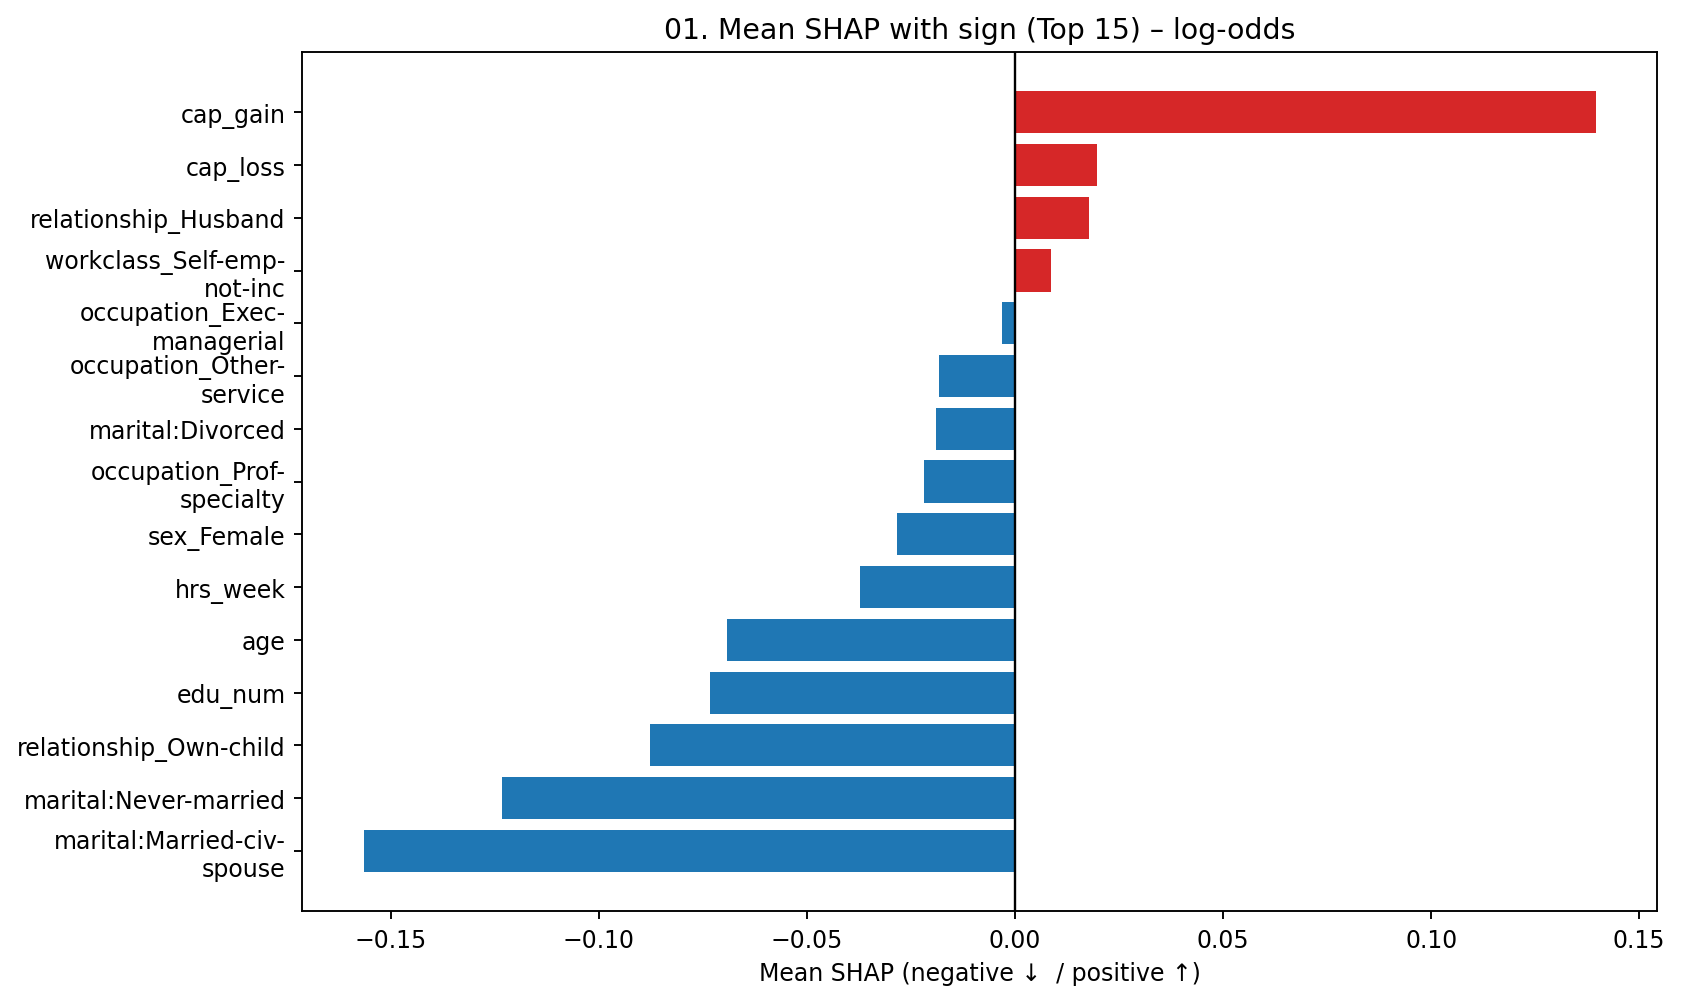 01. Mean SHAP with sign (Top 15) – log-odds
cap_gain
cap_loss
relationship_Husband
workclass_Self-emp-
not-inc
occupation_Exec-
managerial
occupation_Other-
service
marital:Divorced
occupation_Prof-
specialty
sex_Female
hrs_week
age
edu_num
relationship_Own-child
marital:Never-married
marital:Married-civ-
spouse
−0.15 −0.10 −0.05 0.00 0.05 0.10 0.15
Mean SHAP (negative ↓ / positive ↑)